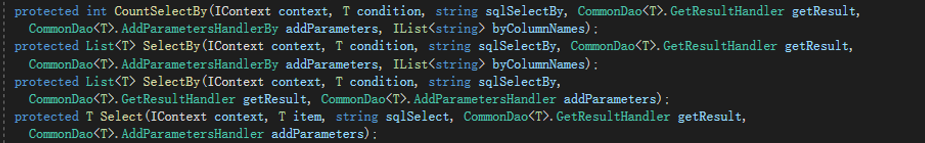 protected int CountSelectBy(IContext context, T condition, string sqlSelectBy, CommonDao<T>.GetResultHandler getResult,
CommonDao<T>.AddParametersHandlerBy addParameters, IList<string> byColumnNames);
protected List<T> SelectBy(IContext context, T condition, string sqlSelectBy, CommonDao<T>.GetResultHandler getResult,
CommonDao<T>.AddParametersHandlerBy addParameters, IList<string> byColumnNames);
protected List<T> SelectBy(IContext context, T condition, string sqlSelectBy,
CommonDao<T>.GetResultHandler getResult, CommonDao<T>.AddParametersHandler addParameters);
protected T Select(IContext context, T item, string sqlSelect, CommonDao<T>.GetResultHandler getResult,
CommonDao<T>.AddParametersHandler addParameters);